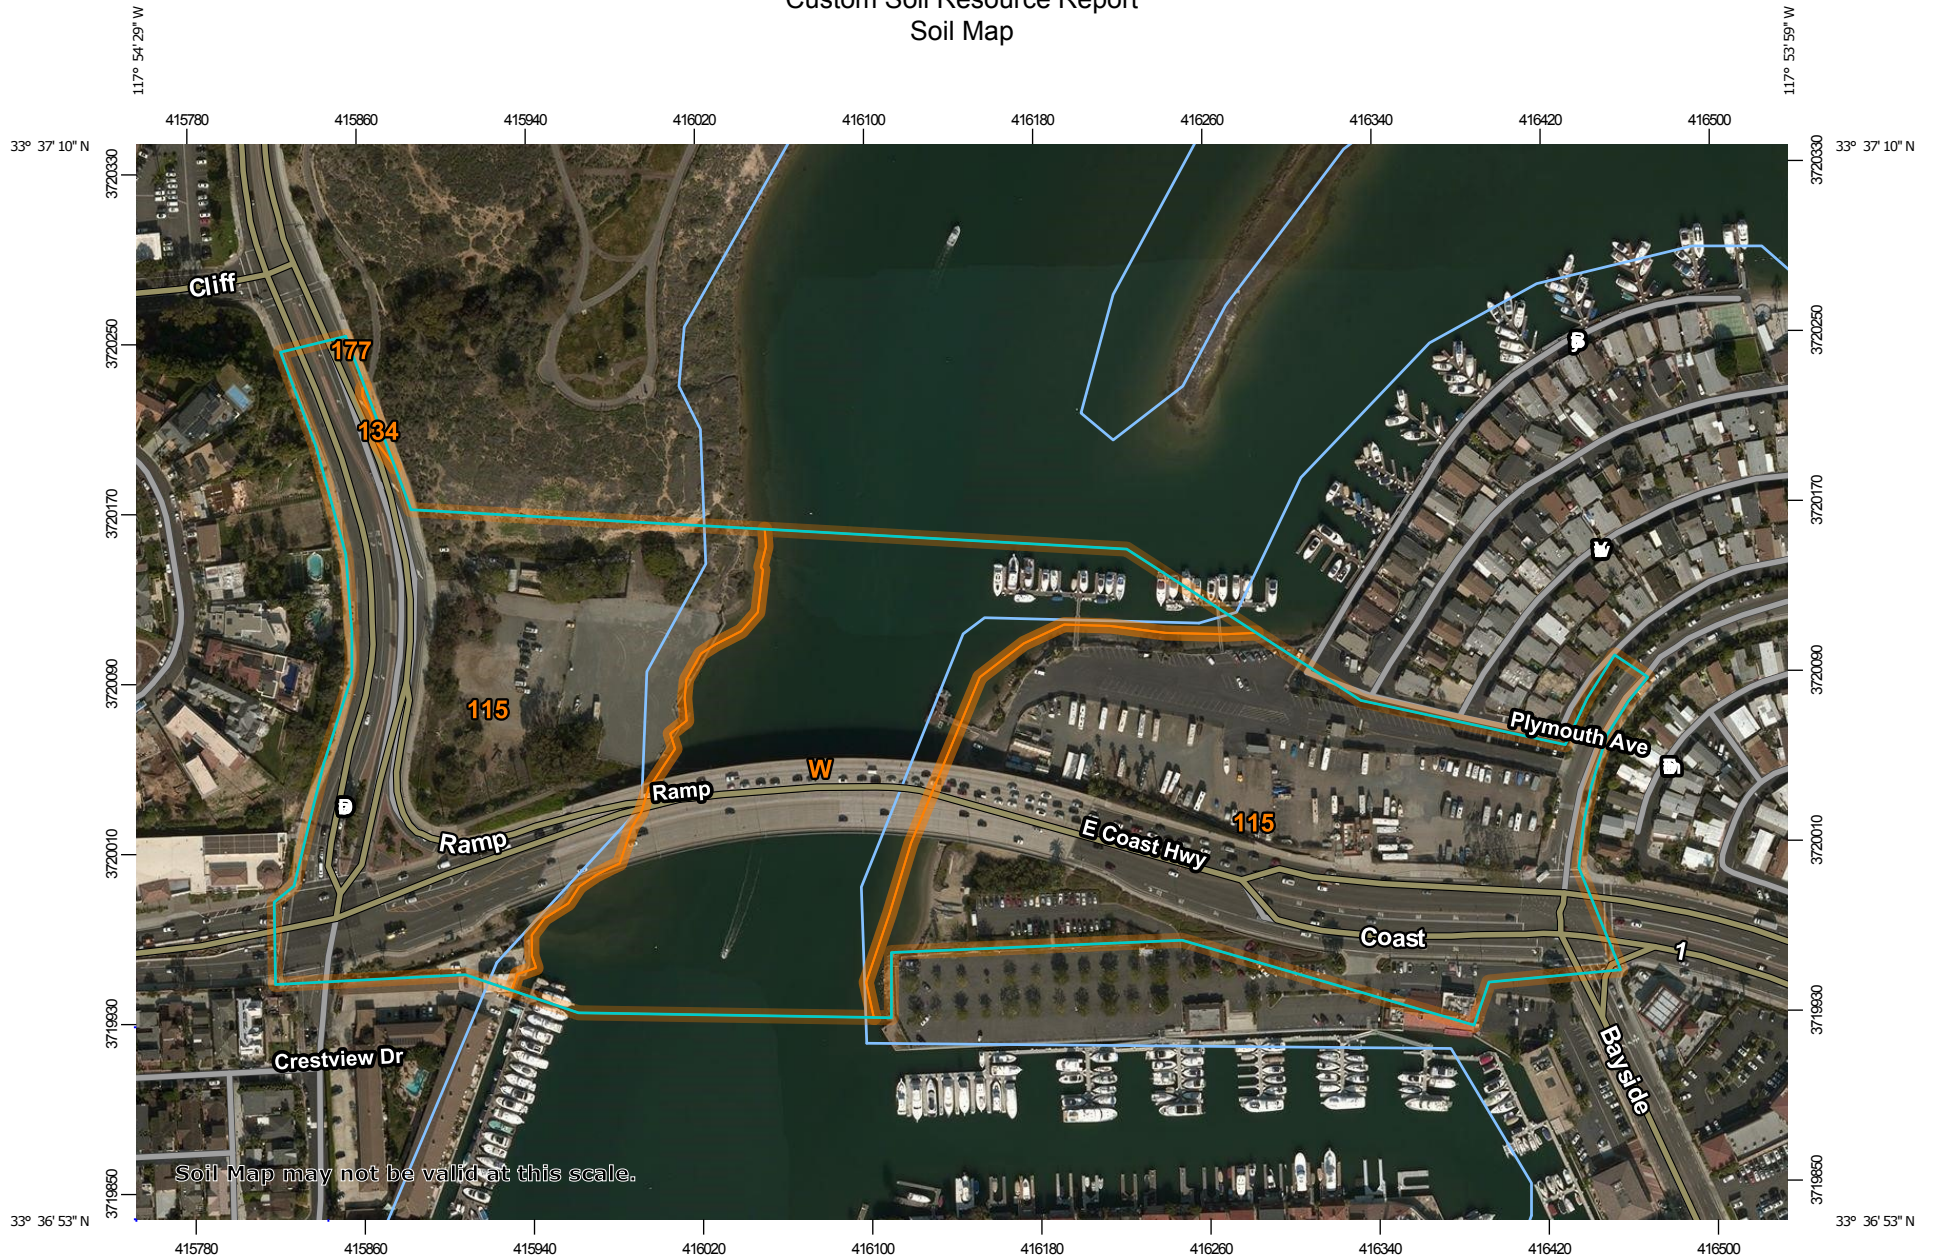 Custom Soil Resource Report
Soil Map
117° 54' 29" W
117° 53' 59" W
415780 415860 415940 416020 416100 416180 416260 416340 416420 416500
33° 37' 10" N
33° 37' 10" N
3720330
3720330
Cliff
3720250
3720250
177
134
3720170
3720170
3720090
3720090
115
Plymouth Ave
W
Ramp
115
Ramp
E Coast Hwy
3720010
3720010
Coast
1
3719930
3719930
Crestview Dr
Bayside
Soil Map may not be valid at this scale.
3719850
3719850
33° 36' 53" N
33° 36' 53" N
415780 415860 415940 416020 416100 416180 416260 416340 416420 416500